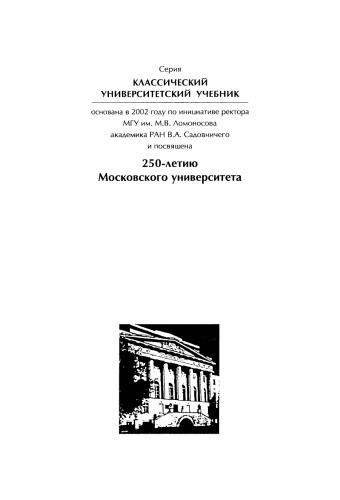 Серия
КЛАССИЧЕСКИЙ
УНИВЕРСИТЕТСКИЙ УЧЕБНИК
основана в 2002 году по инициативе ректора
МГУ им. М.В. Ломоносова
академика РАН В.А. Садовничего
и посвящена
250-летию
Московского университета